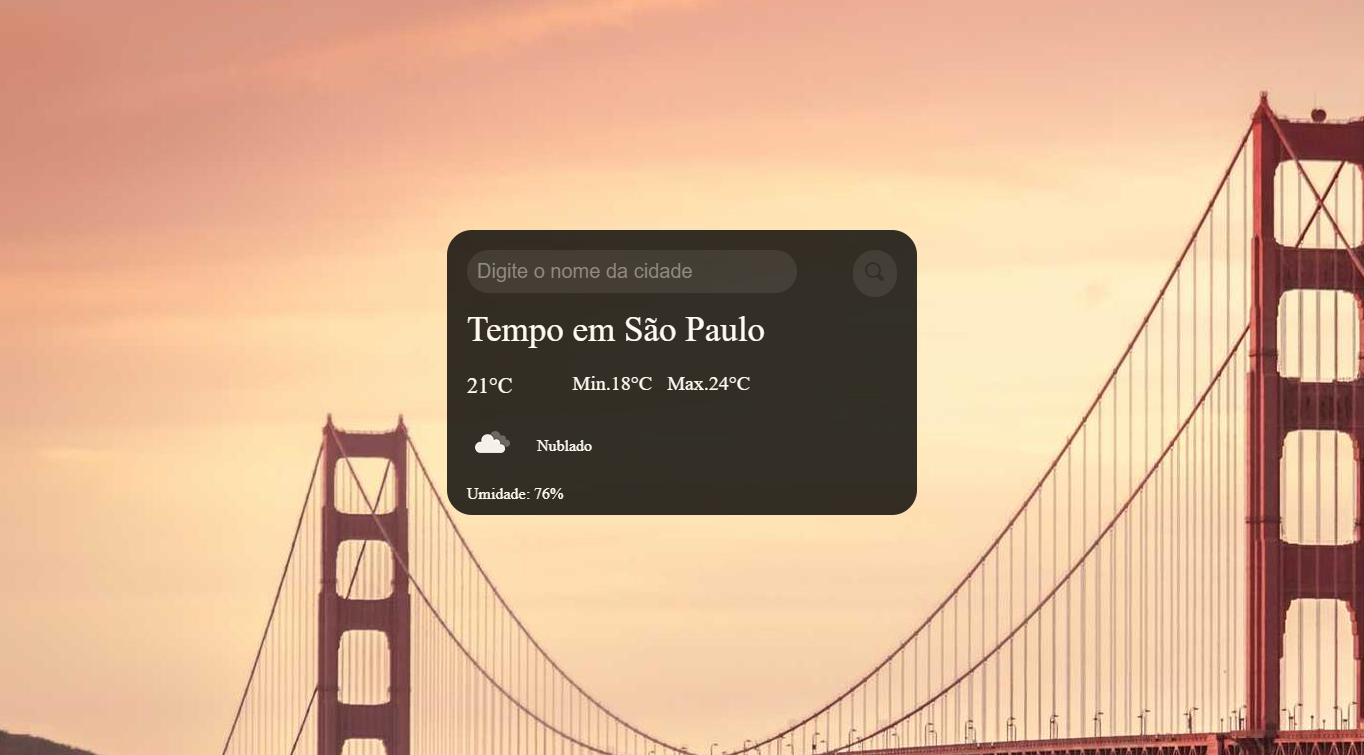 Digite o nome da cidade
Tempo em São Paulo
21°C Min.18°C Max.24°C
Nublado
Umidade: 76%